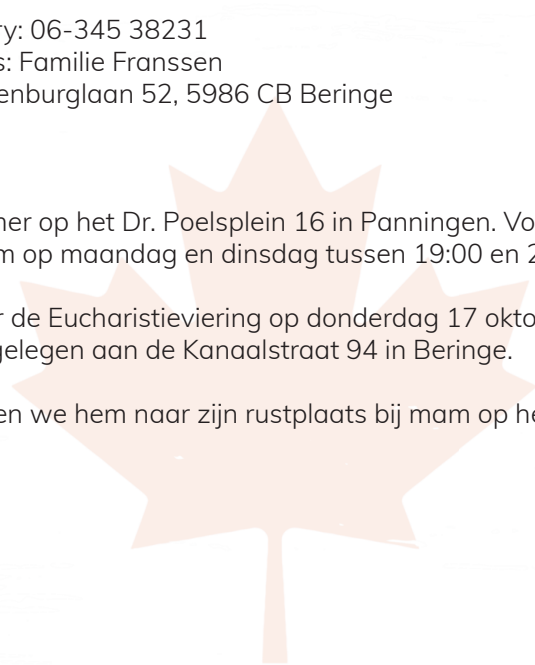 ry: 06-345 38231
s: Familie Franssen
enburglaan 52, 5986 CB Beringe
ner op het Dr. Poelsplein 16 in Panningen. Vo
m op maandag en dinsdag tussen 19:00 en 2
r de Eucharistieviering op donderdag 17 okto
gelegen aan de Kanaalstraat 94 in Beringe.
en we hem naar zijn rustplaats bij mam op he